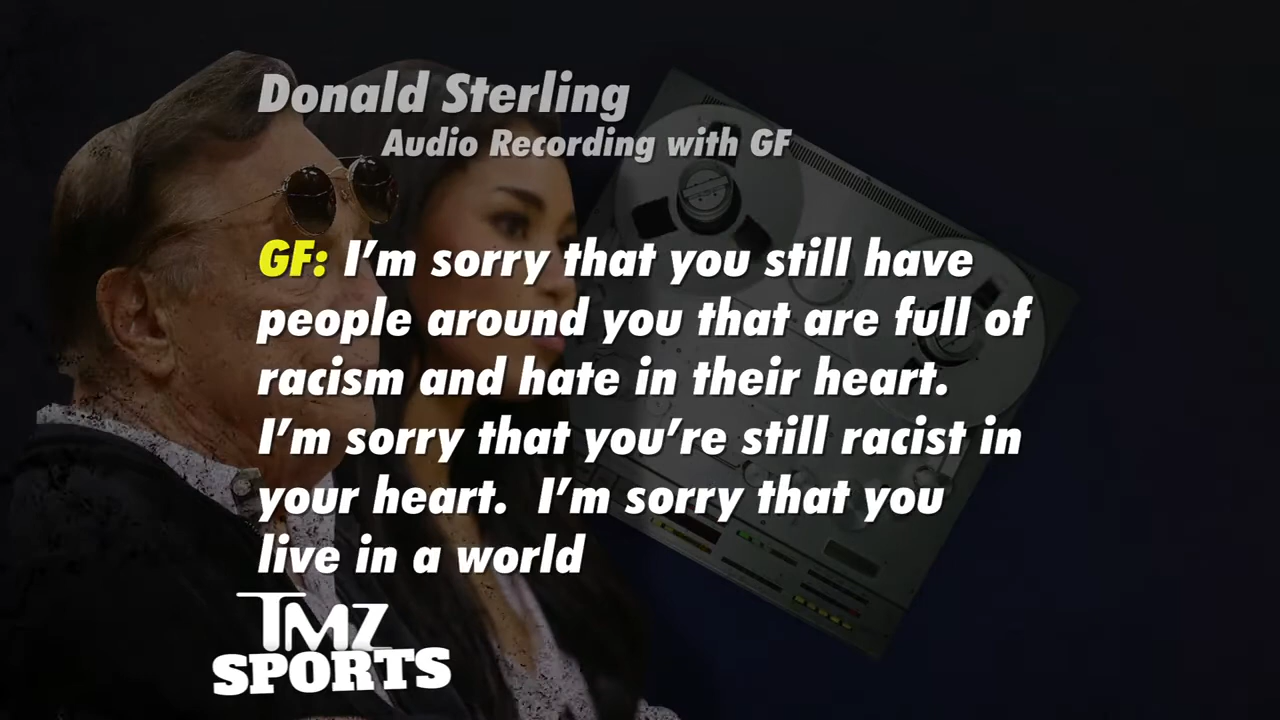 Donald Sterling
Audio Recording with GF
GF: I'm sorry that you still have
people around you that are full of
racism and hate in their heart.
I'm sorry that you're still racist in
your heart.  I'm sorry that you
live in a world
TMZ
SPORTS